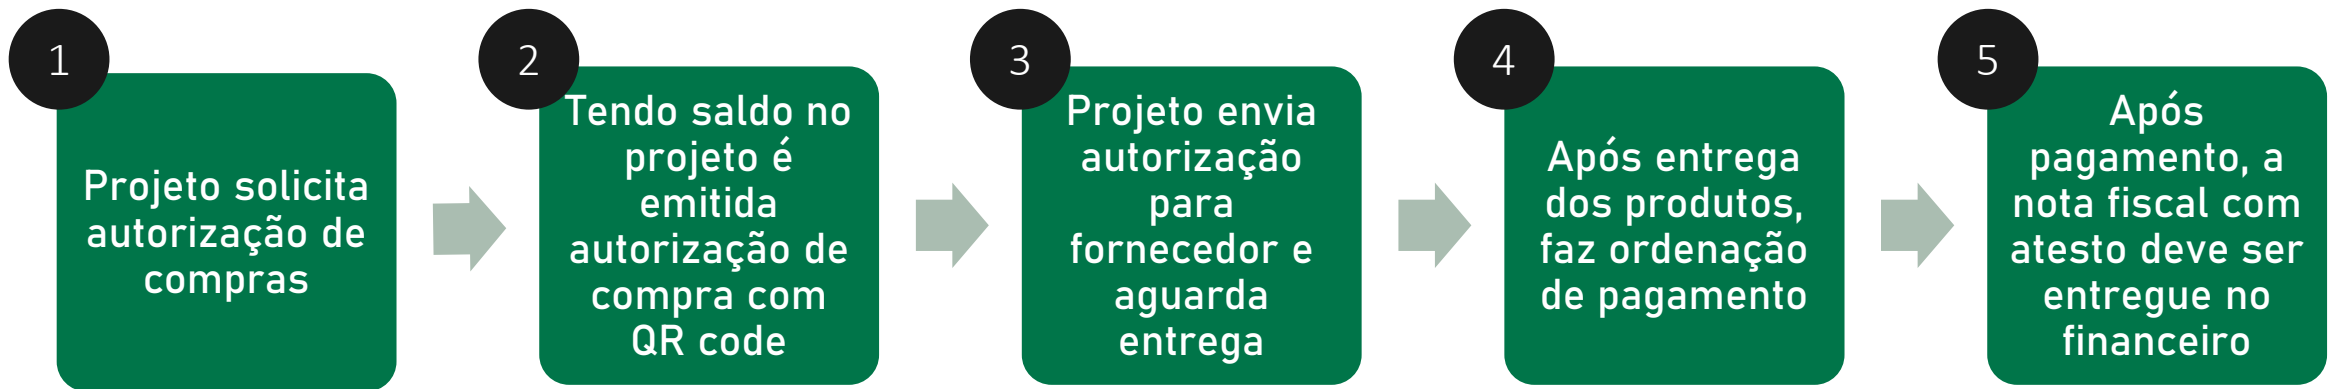 1
Projeto solicita
autorização de
compras
2
Tendo saldo no
projeto é
emitida
autorização de
compra com
QR code
3
Projeto envia
autorização
para
fornecedor e
aguarda
entrega
4
Após entrega
dos produtos,
faz ordenação
de pagamento
5
Após
pagamento, a
nota fiscal com
atesto deve ser
entregue no
financeiro